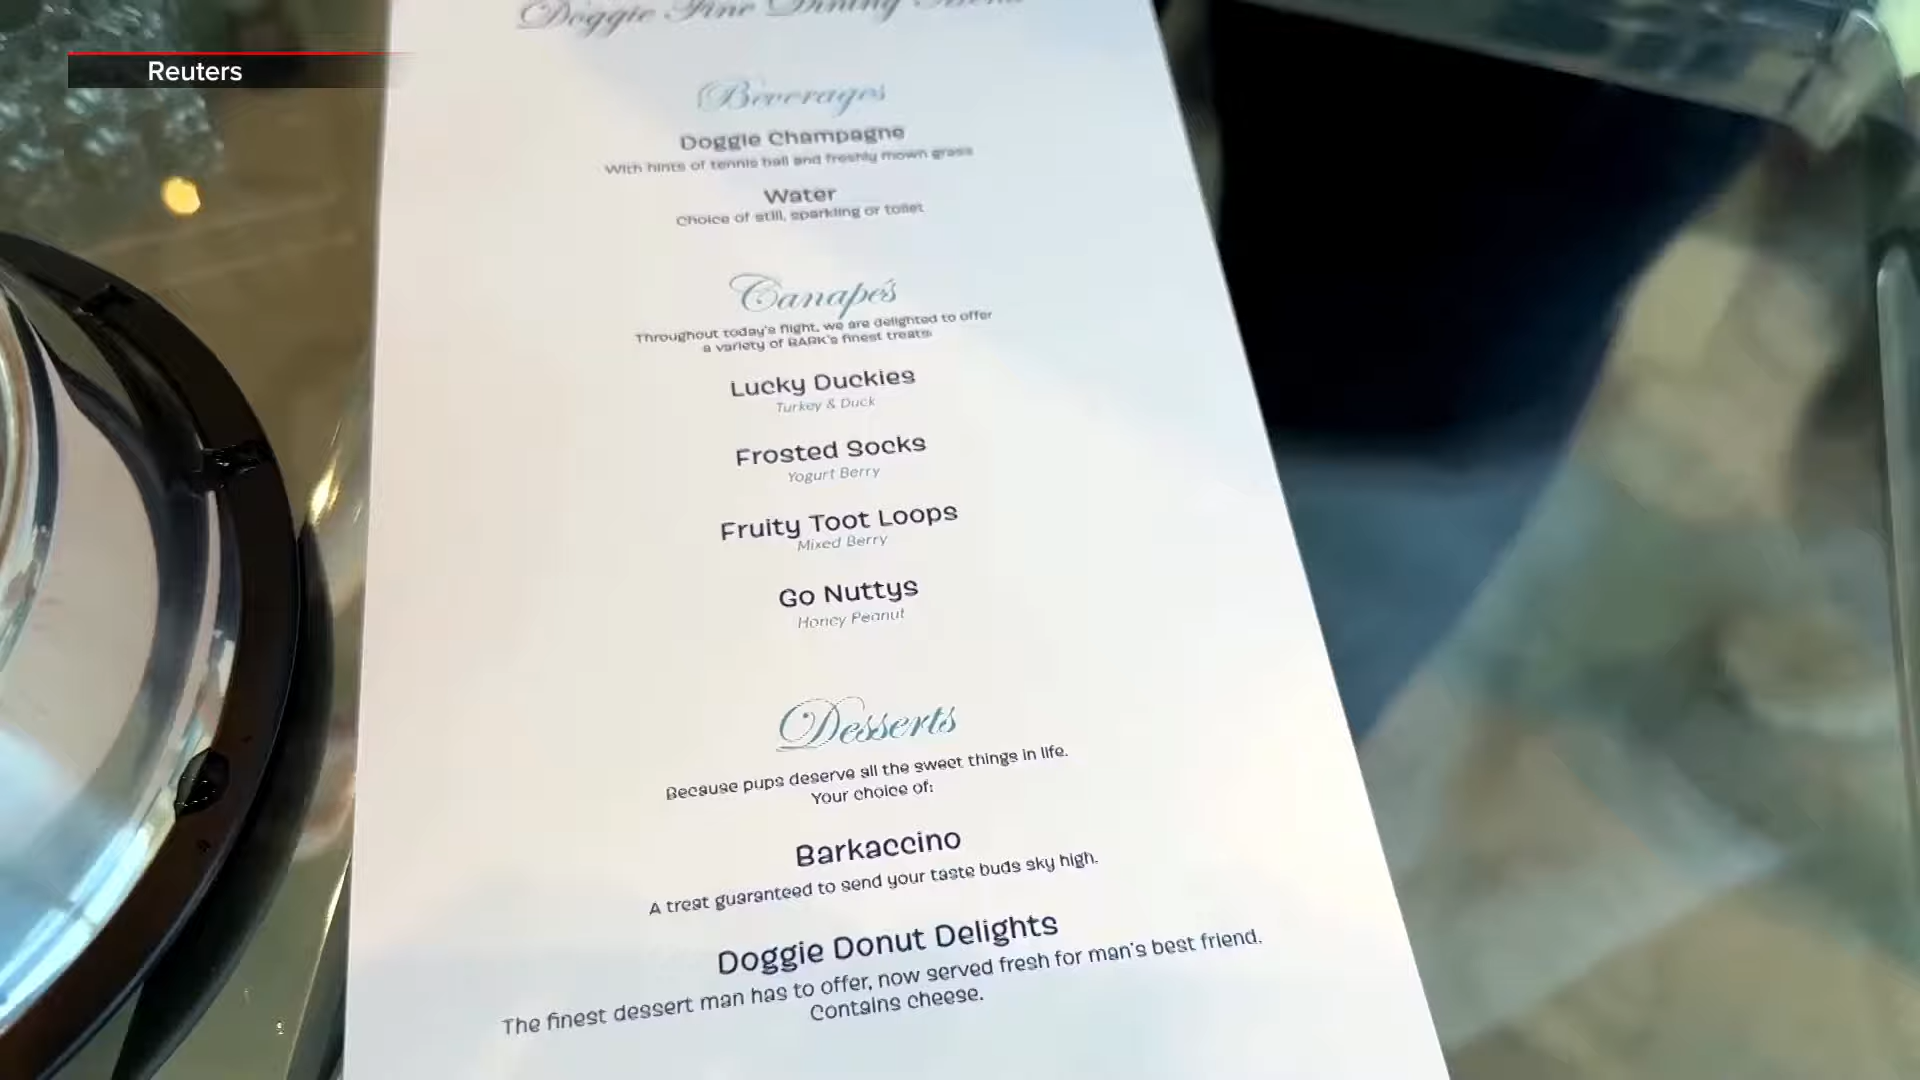 Doggie Fine Dining Menu
Reuters
Beverages
Doggie Champagne
With hints of tennis ball and freshly mown grass
Water
Choice of still, sparkling or toilet
Canapés
Throughout today's flight, we are delighted to offer
a variety of BARK's finest treats:
Lucky Duckies
Turkey & Duck
Frosted Socks
Yogurt Berry
Fruity Toot Loops
Mixed Berry
Go Nuttys
Honey Peanut
Desserts
Because pups deserve all the sweet things in life.
Your choice of:
Barkaccino
A treat guaranteed to send your taste buds sky high.
Doggie Donut Delights
The finest dessert man has to offer, now served fresh for man's best friend.
Contains cheese.